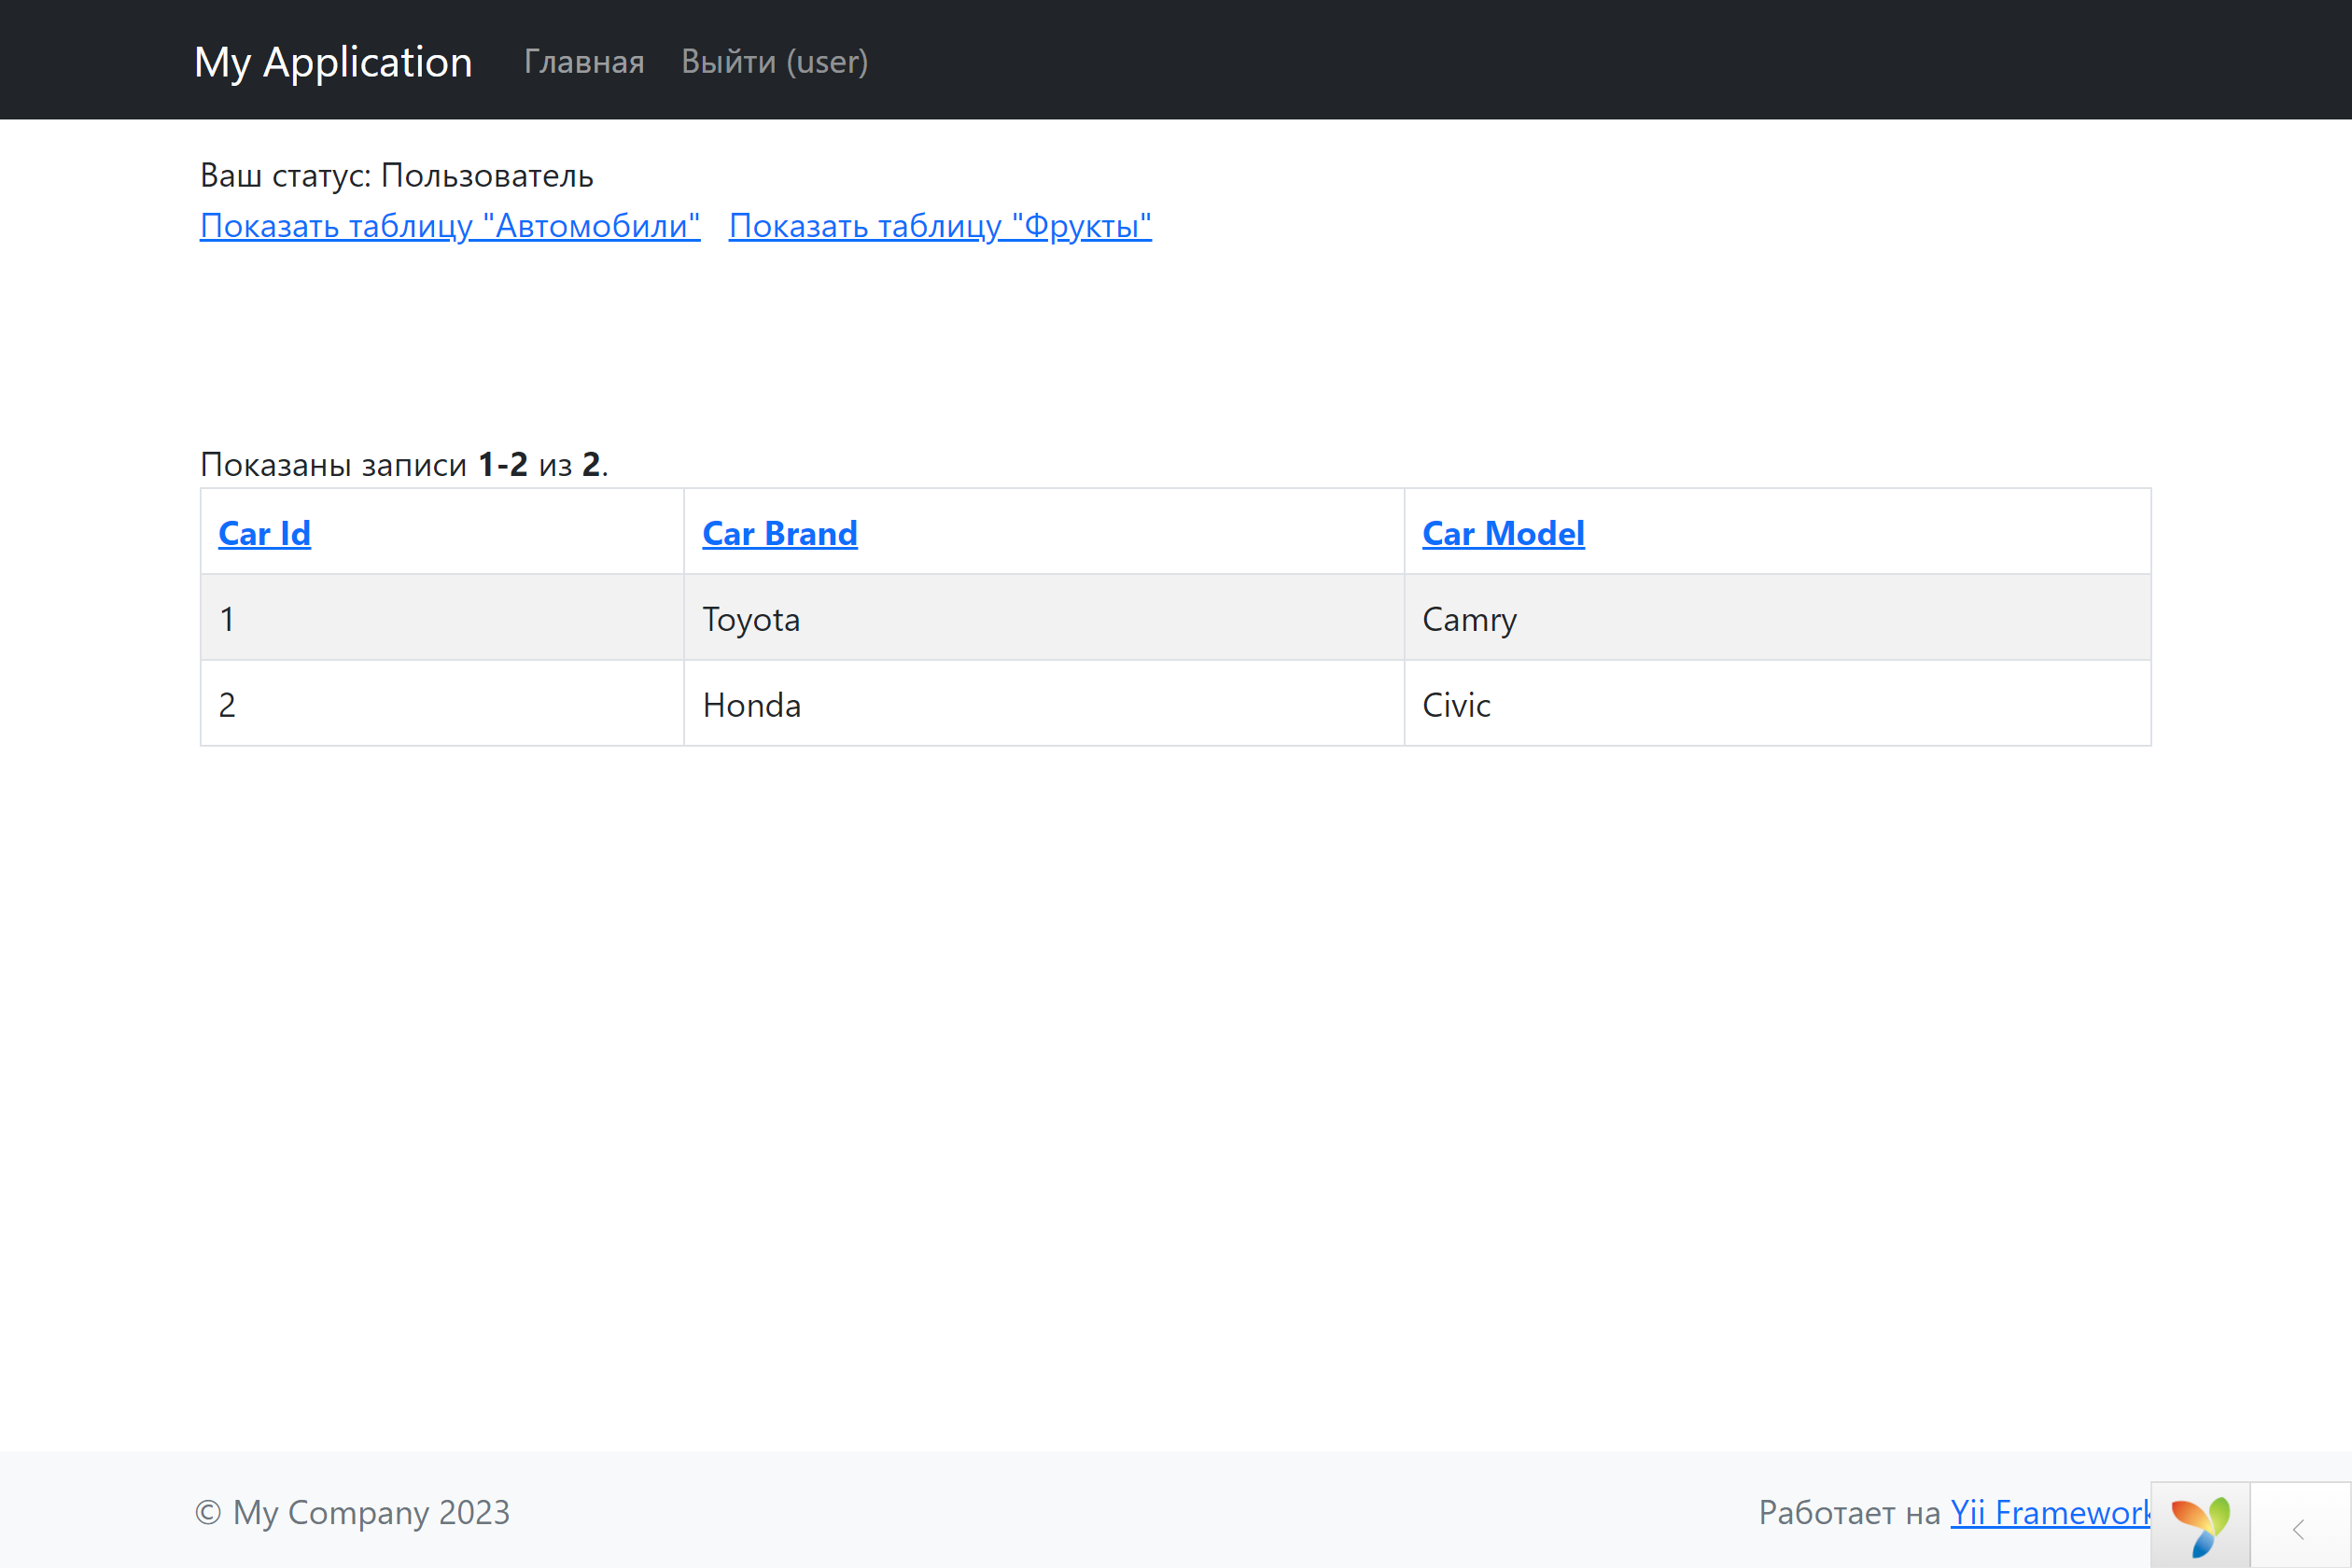 My Application Главная Выйти (user)
Ваш статус: Пользователь
Показать таблицу "Автомобили" Показать таблицу "Фрукты"
Показаны записи 1-2 из 2.
Car Id Car Brand Car Model
1 Toyota Camry
2 Honda Civic
© My Company 2023 Работает на Yii Framework